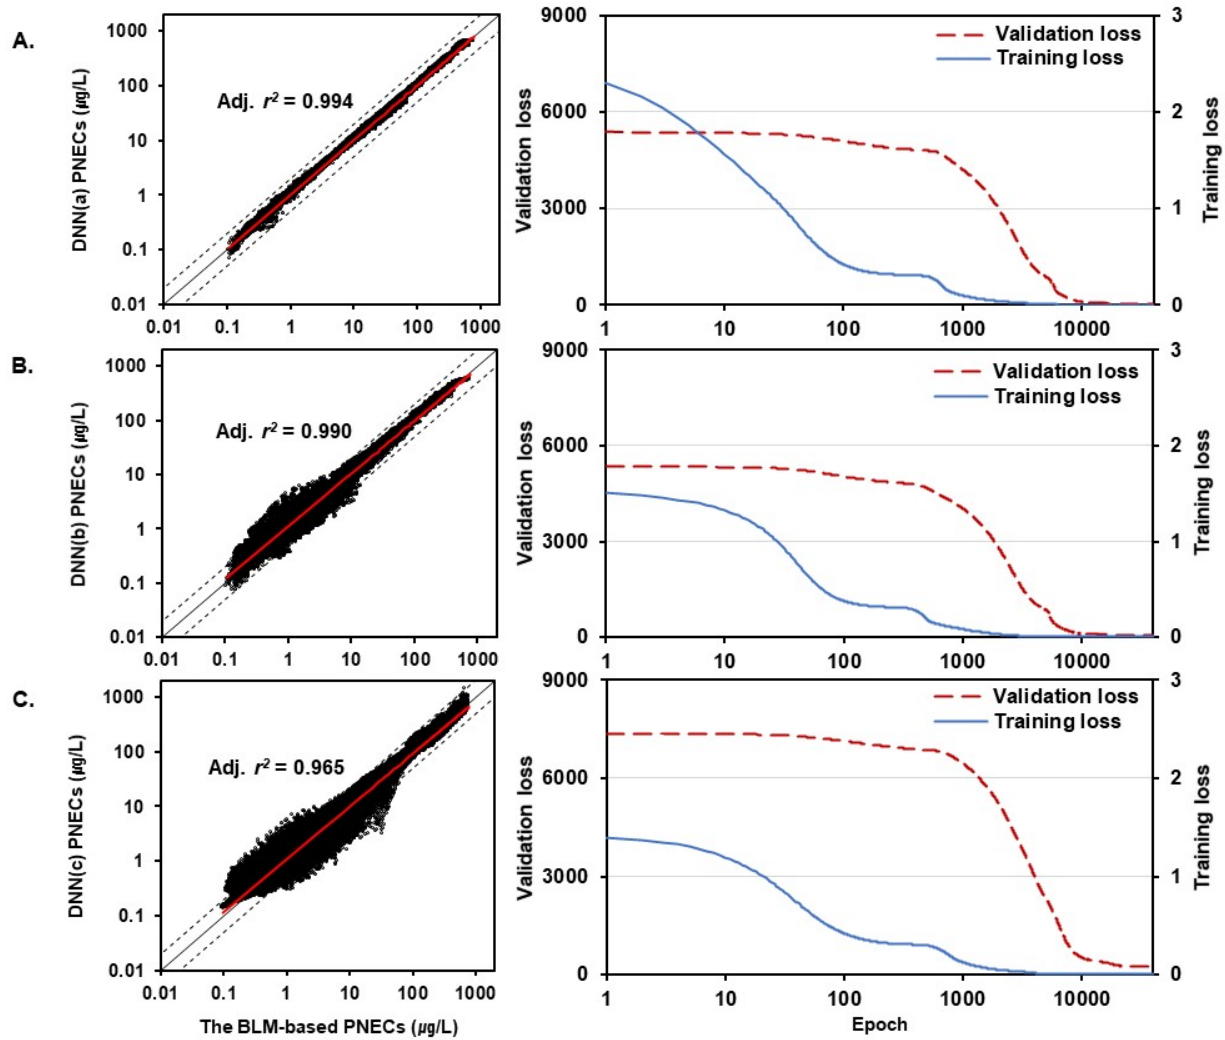 A.
DNN(a) PNECs (㎍/L)
1000
100
10
1
0.1
0.01
Adj. r² = 0.994
0.01 0.1 1 10 100 1000
Validation loss
9000
6000
3000
0
Validation loss
Training loss
1 10 100 1000 10000
3
2
1
0
Training loss
B.
DNN(b) PNECs (㎍/L)
1000
100
10
1
0.1
0.01
Adj. r² = 0.990
0.01 0.1 1 10 100 1000
Validation loss
9000
6000
3000
0
Validation loss
Training loss
1 10 100 1000 10000
3
2
1
0
Training loss
C.
DNN(c) PNECs (㎍/L)
1000
100
10
1
0.1
0.01
Adj. r² = 0.965
0.01 0.1 1 10 100 1000
The BLM-based PNECs (㎍/L)
Validation loss
9000
6000
3000
0
Validation loss
Training loss
1 10 100 1000 10000
Epoch
3
2
1
0
Training loss